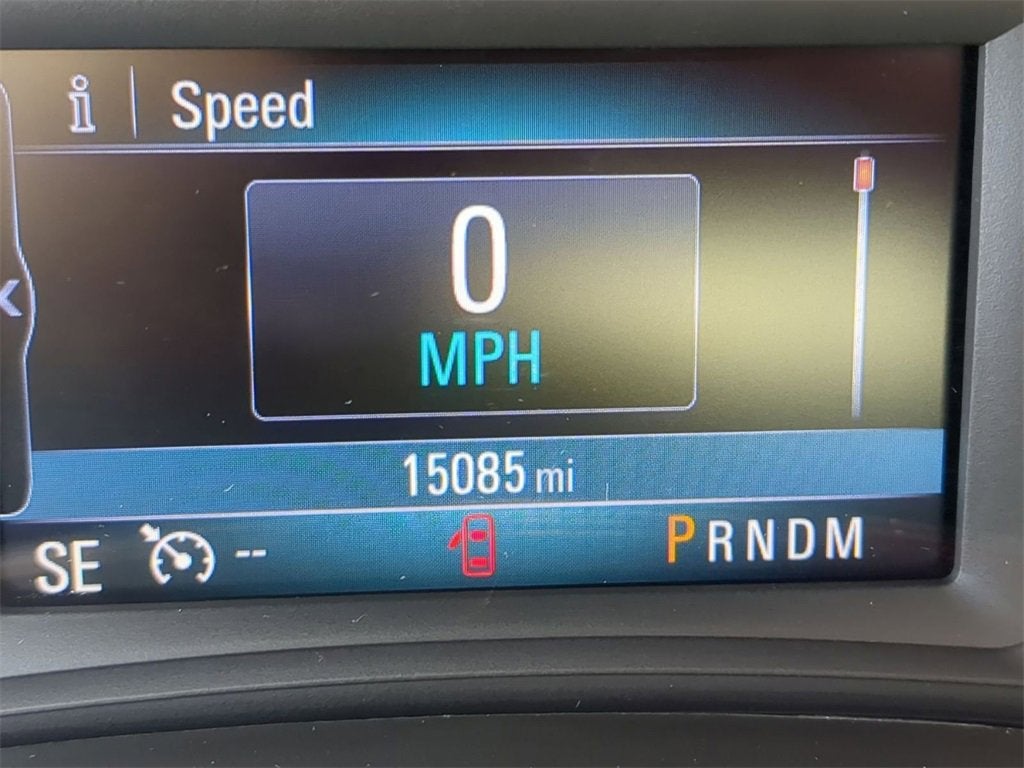 i Speed
0
MPH
15085 mi
SE -- PRNDM